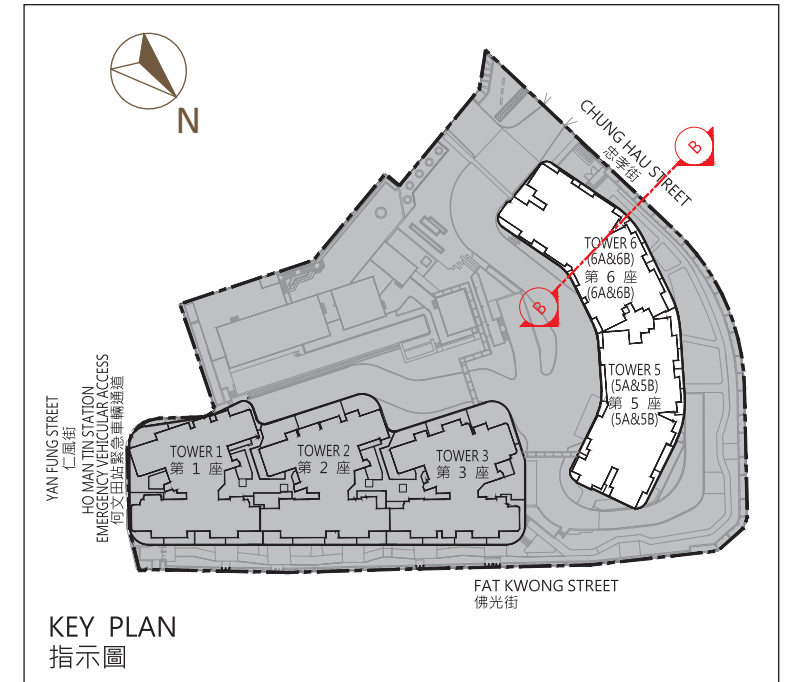 N
CHUNG HAU STREET
忠孝街
B
B
TOWER 6
(6A&6B)
第 6 座
(6A&6B)
TOWER 5
(5A&5B)
第 5 座
(5A&5B)
YAN FUNG STREET
仁風街
HO MAN TIN STATION
EMERGENCY VEHICULAR ACCESS
何文田站緊急車輛通道
TOWER 1
第 1 座
TOWER 2
第 2 座
TOWER 3
第 3 座
FAT KWONG STREET
佛光街
KEY PLAN
指示圖